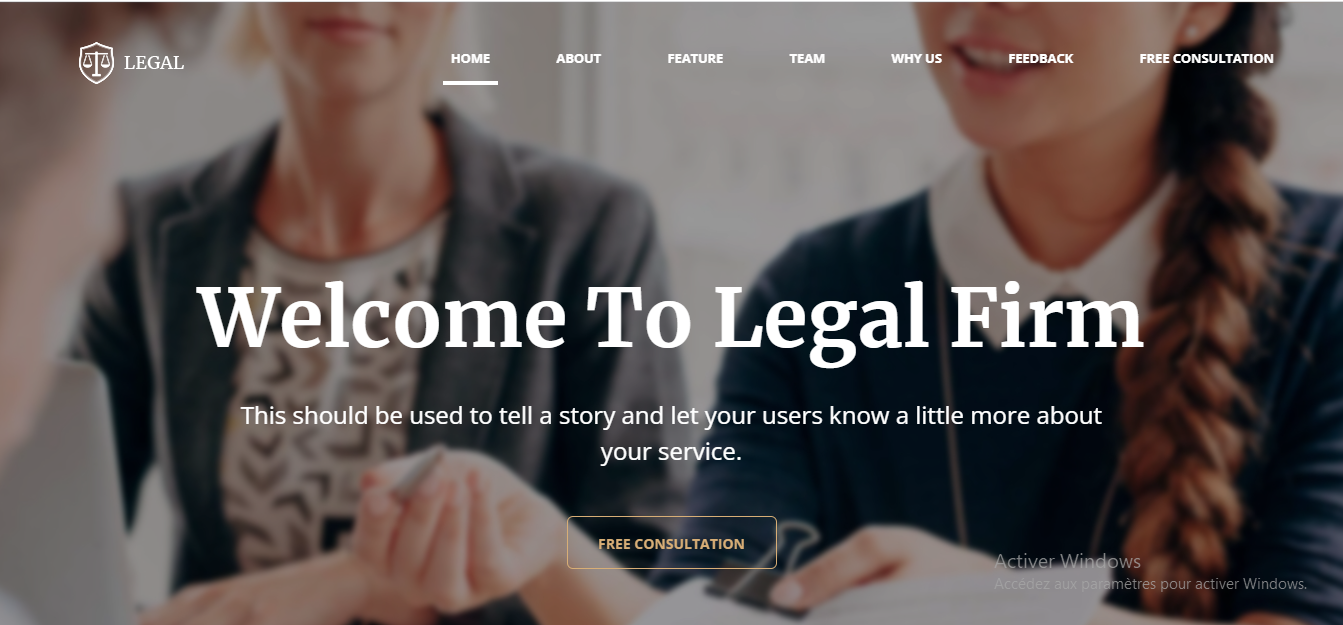 LEGAL
HOME ABOUT FEATURE TEAM WHY US FEEDBACK FREE CONSULTATION
Welcome To Legal Firm
This should be used to tell a story and let your users know a little more about
your service.
FREE CONSULTATION
Activer Windows
Accédez aux paramètres pour activer Windows.